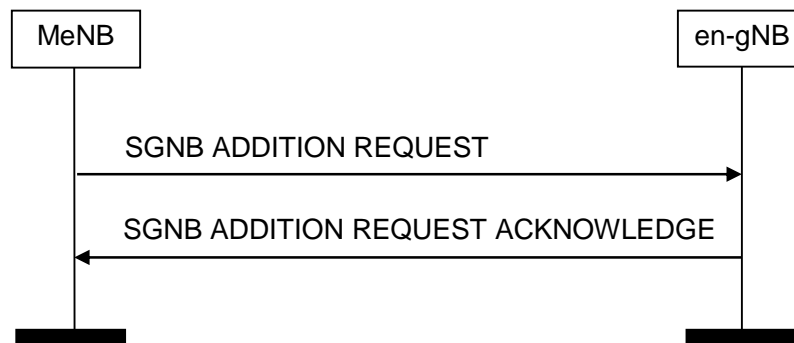 MeNB
en-gNB
SGNB ADDITION REQUEST
SGNB ADDITION REQUEST ACKNOWLEDGE